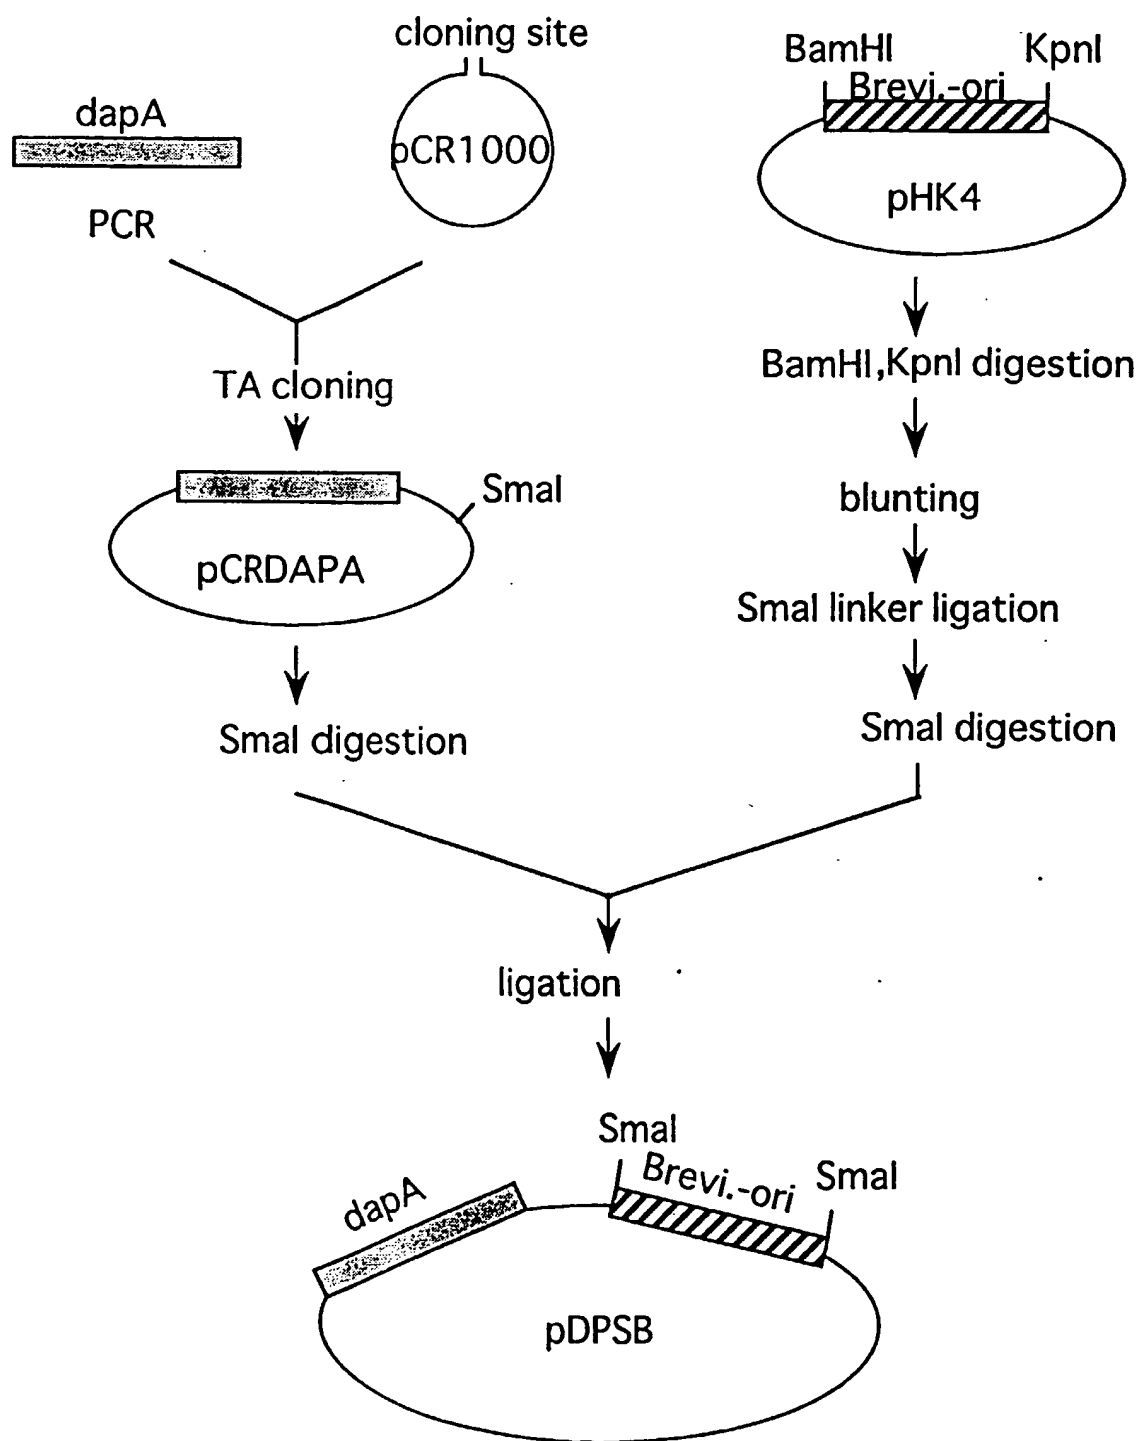 cloning site
dapA
pCR1000
PCR
TA cloning
SmaI
pCRDAPA
SmaI digestion
BamHI
KpnI
Brevi.-ori
pHK4
BamHI,KpnI digestion
blunting
SmaI linker ligation
SmaI digestion
ligation
SmaI
dapA
Brevi.-ori
SmaI
pDPSB